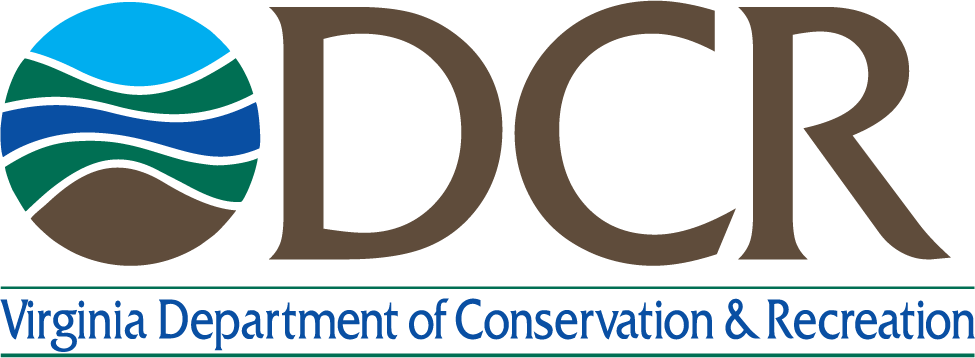 DCR
Virginia Department of Conservation & Recreation